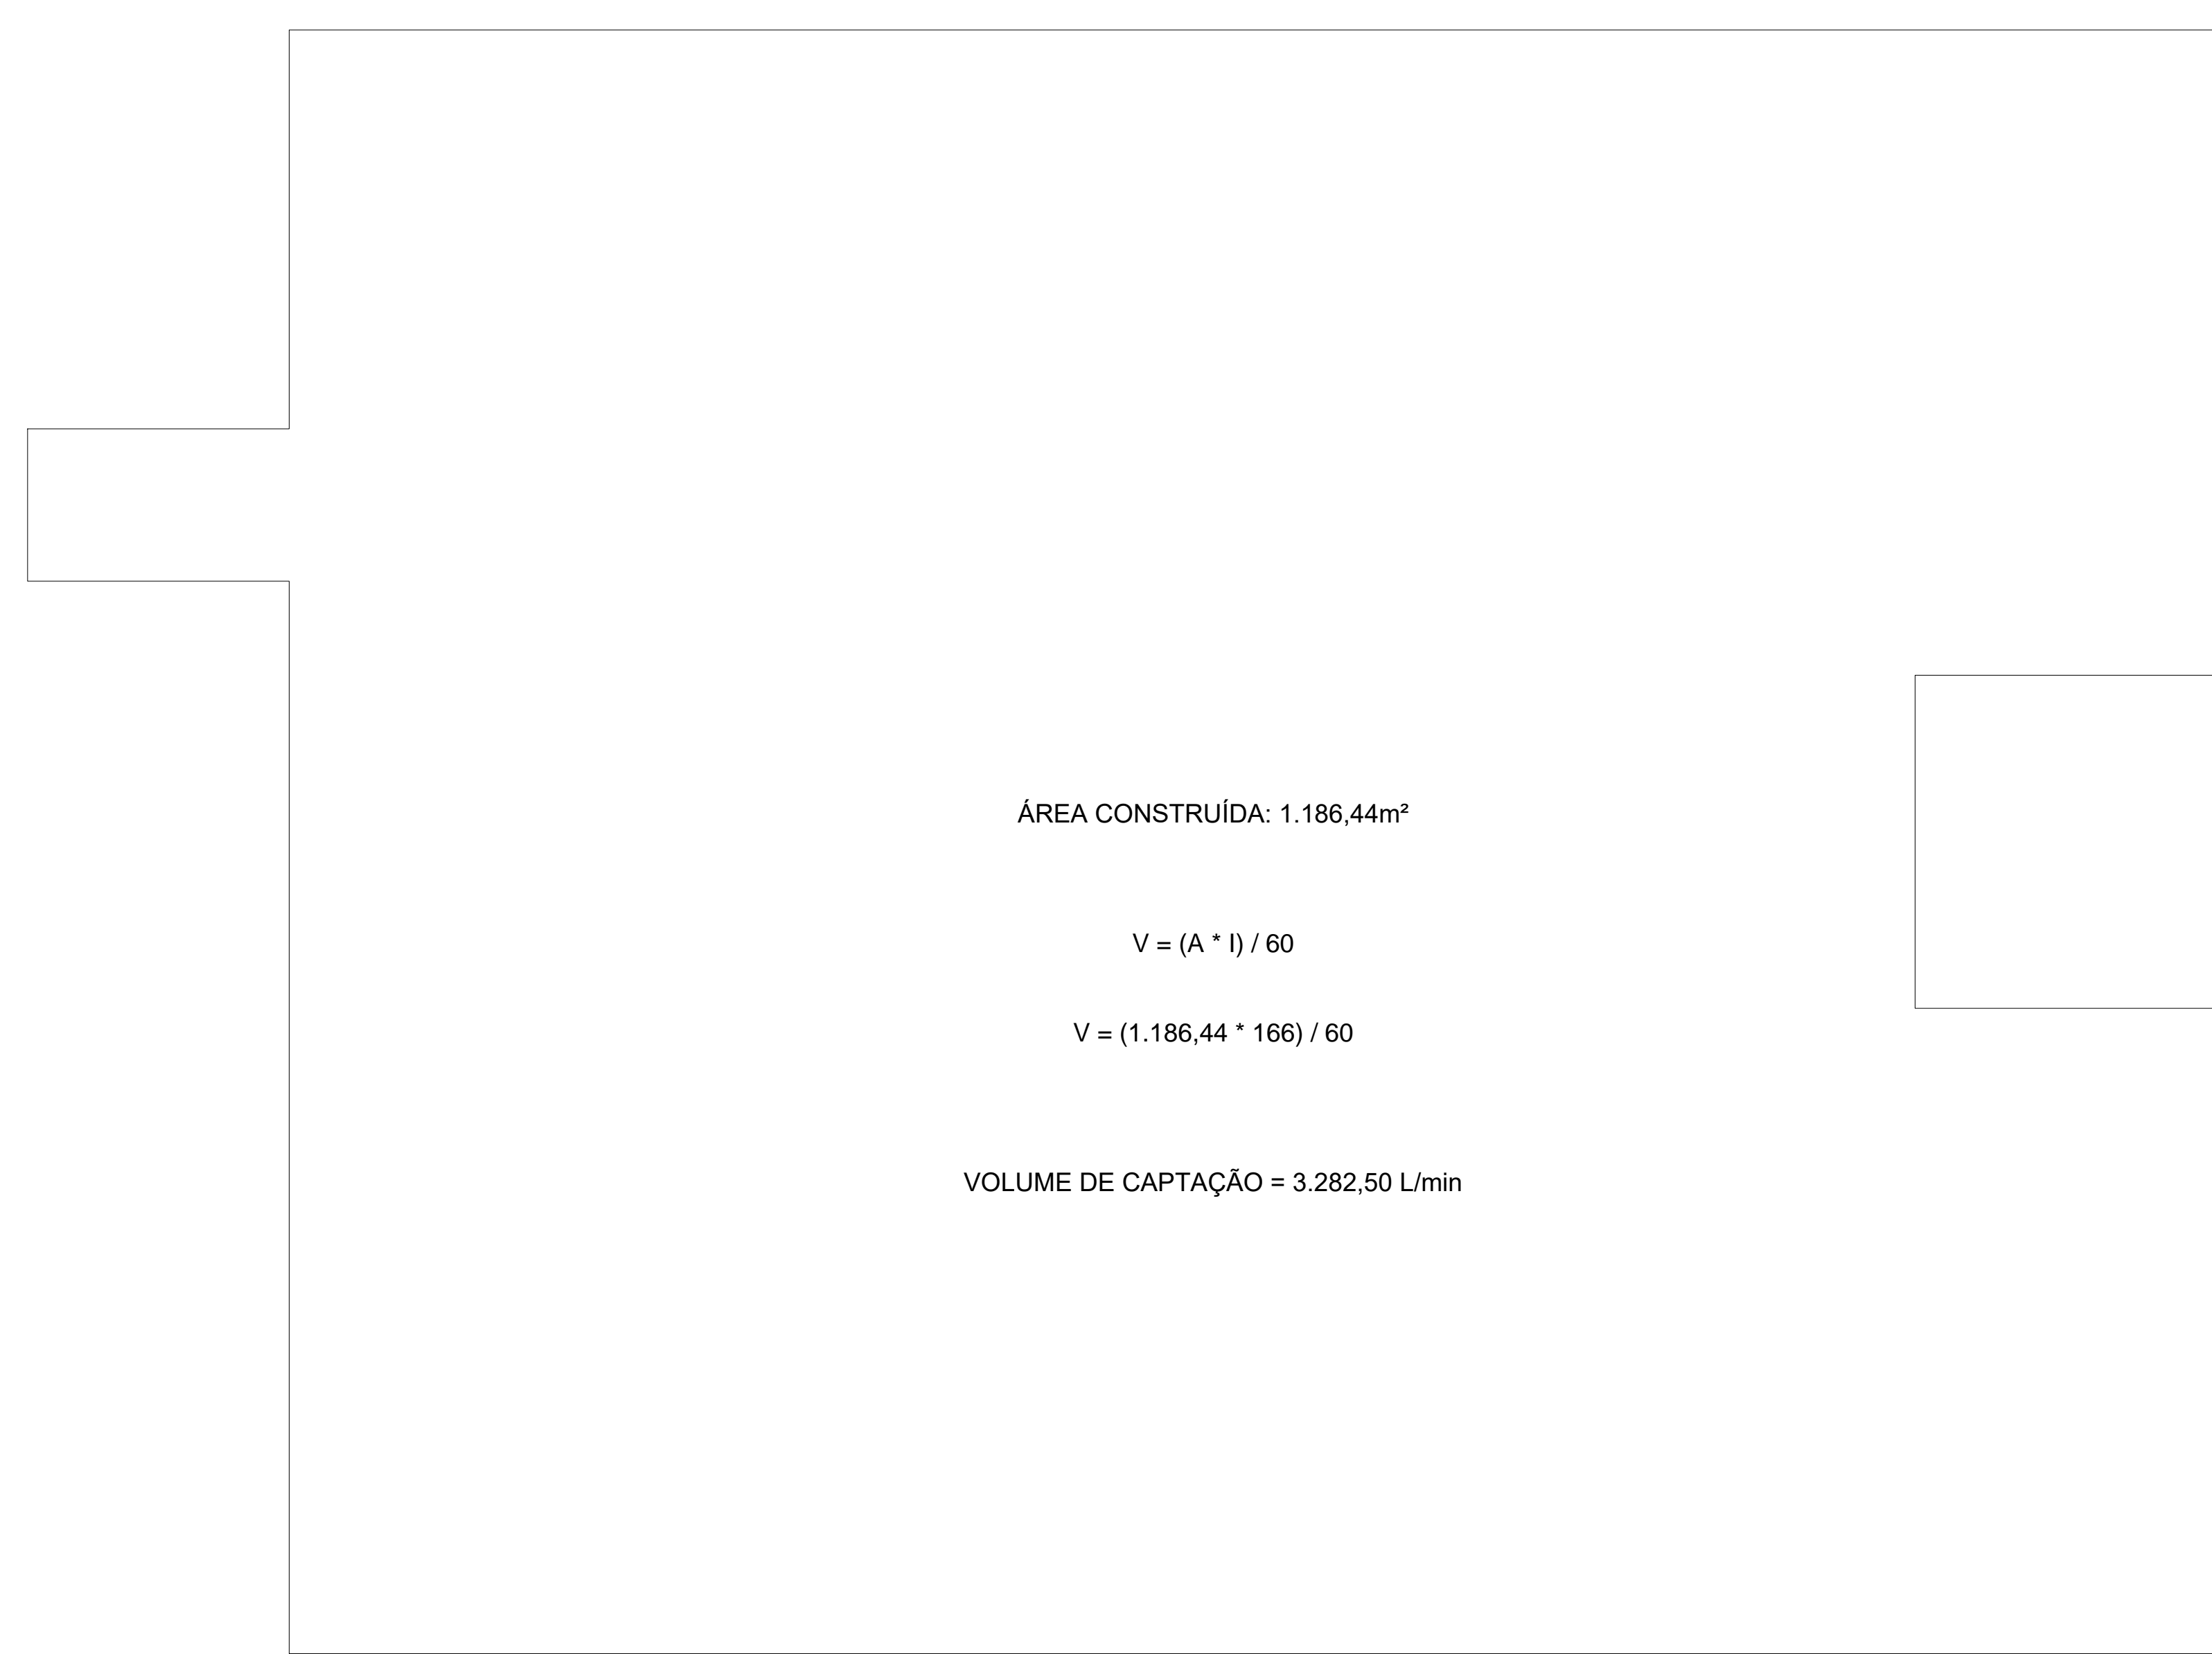 ÁREA CONSTRUÍDA: 1.186,44m²
V = (A * I) / 60
V = (1.186,44 * 166) / 60
VOLUME DE CAPTAÇÃO = 3.282,50 L/min